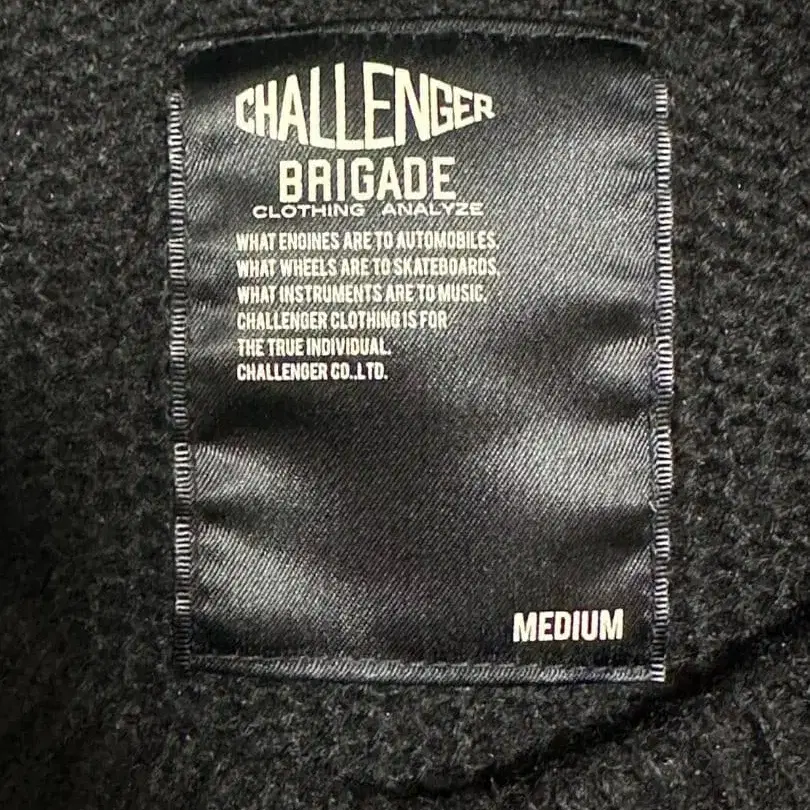 CHALLENGER
BRIGADE
CLOTHING ANALYZE
WHAT ENGINES ARE TO AUTOMOBILES,
WHAT WHEELS ARE TO SKATEBOARDS,
WHAT INSTRUMENTS ARE TO MUSIC,
CHALLENGER CLOTHING IS FOR
THE TRUE INDIVIDUAL.
CHALLENGER CO.,LTD.
MEDIUM